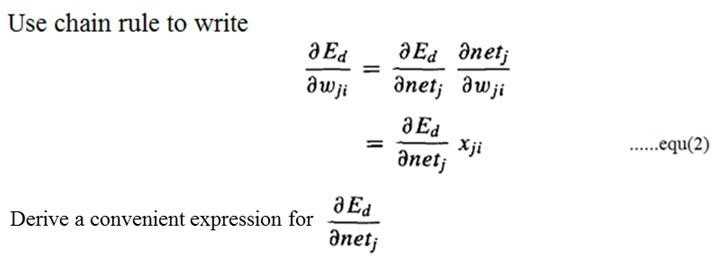 Use chain rule to write
∂E_d/∂w_ji = ∂E_d/∂net_j ∂net_j/∂w_ji
= ∂E_d/∂net_j x_ji ......equ(2)
Derive a convenient expression for ∂E_d/∂net_j